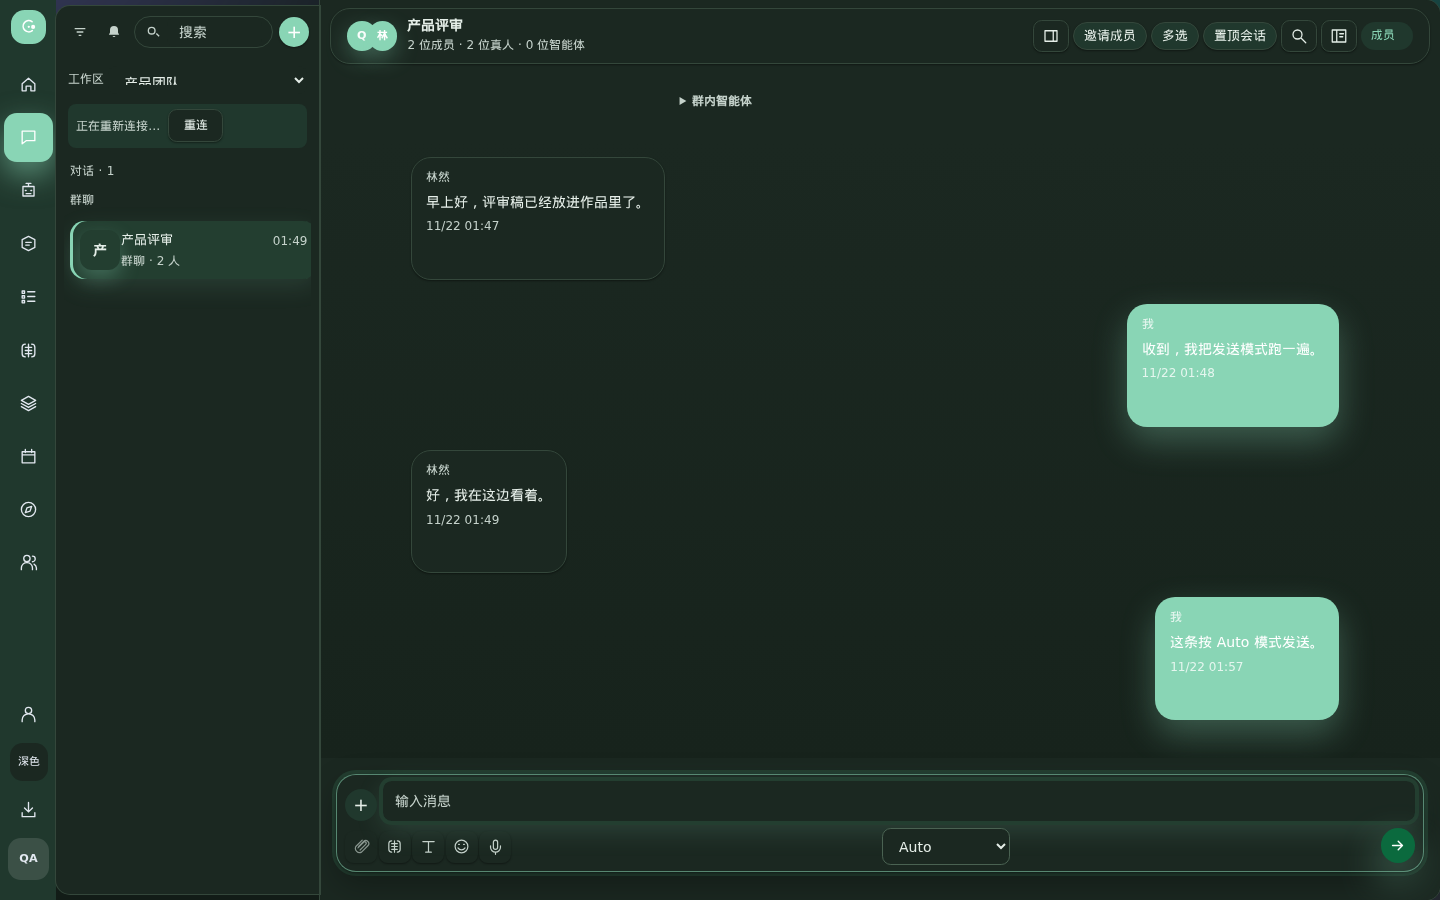 搜索
工作区
产品团队
正在重新连接…
重连
对话 · 1
群聊
产
产品评审
01:49
群聊 · 2 人
深色
QA
Q
林
产品评审
2 位成员 · 2 位真人 · 0 位智能体
邀请成员
多选
置顶会话
成员
群内智能体
林然
早上好，评审稿已经放进作品里了。
11/22 01:47
我
收到，我把发送模式跑一遍。
11/22 01:48
林然
好，我在这边看着。
11/22 01:49
我
这条按 Auto 模式发送。
11/22 01:57
输入消息
Auto